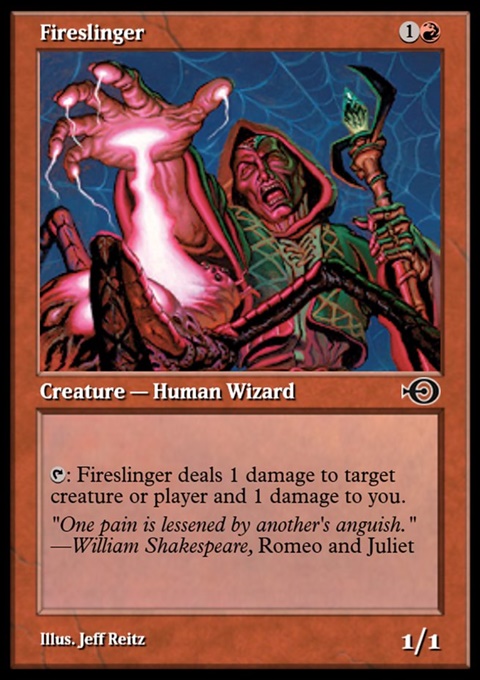 Fireslinger 1
Creature — Human Wizard
: Fireslinger deals 1 damage to target
creature or player and 1 damage to you.
"One pain is lessened by another's anguish."
—William Shakespeare, Romeo and Juliet
Illus. Jeff Reitz 1/1